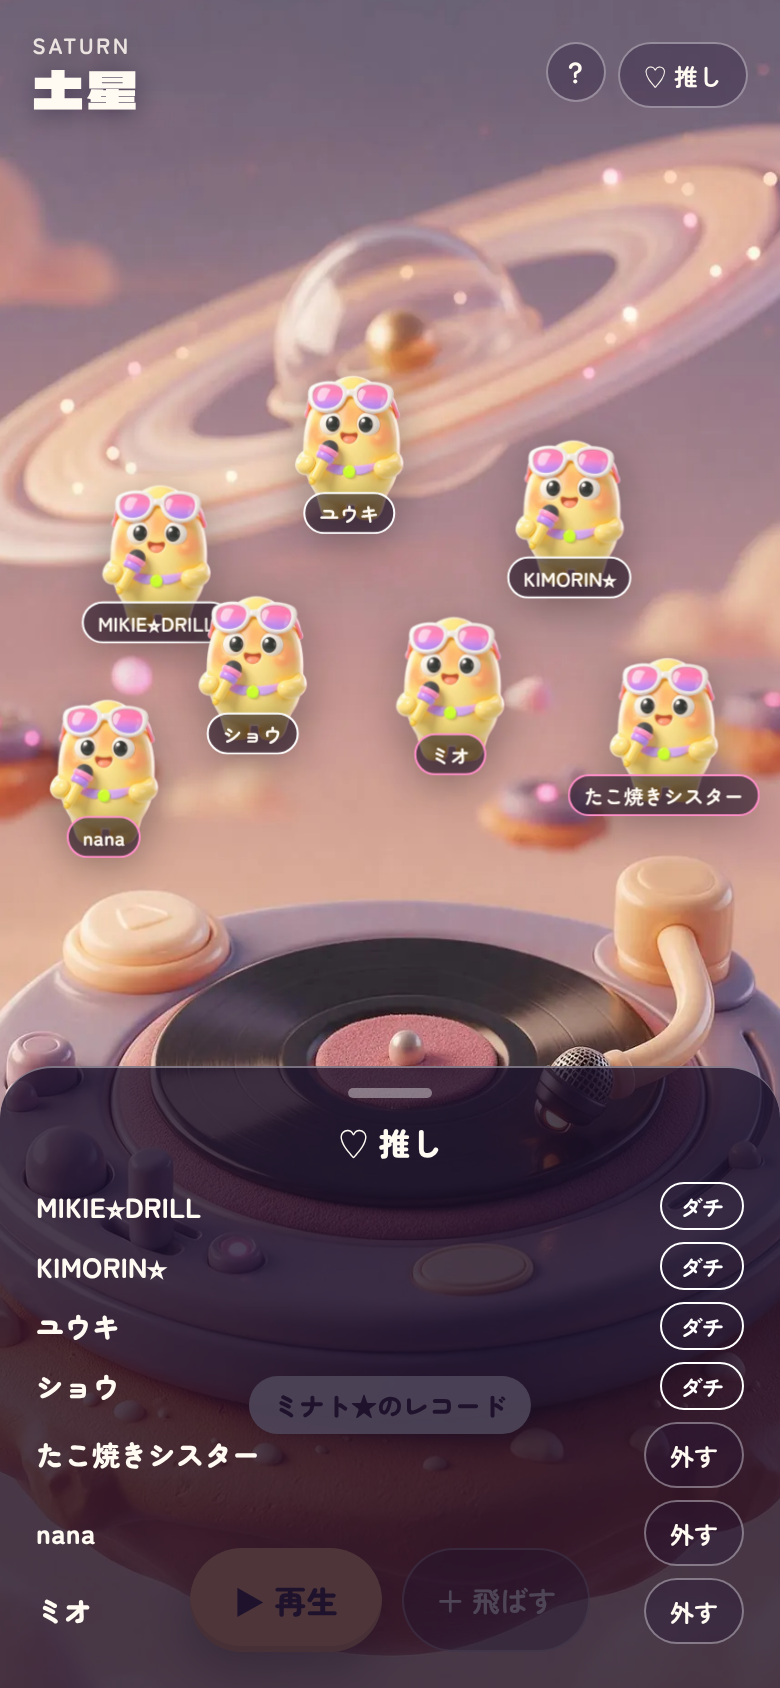 SATURN
土星
?
♡ 推し
ユウキ
KIMORIN☆
MIKIE☆DRILL
ショウ
ミオ
たこ焼きシスター
nana
♡ 推し
MIKIE☆DRILL ダチ
KIMORIN☆ ダチ
ユウキ ダチ
ショウ ダチ
ミナト★のレコード
たこ焼きシスター 外す
nana 外す
▶ 再生 ＋ 飛ばす
ミオ 外す